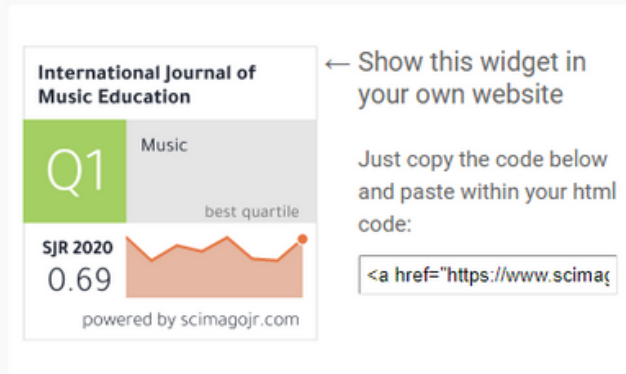 International Journal of
Music Education
Q1
Music
best quartile
SJR 2020
0.69
powered by scimagojr.com
← Show this widget in
your own website
Just copy the code below
and paste within your html
code:
<a href="https://www.scimag